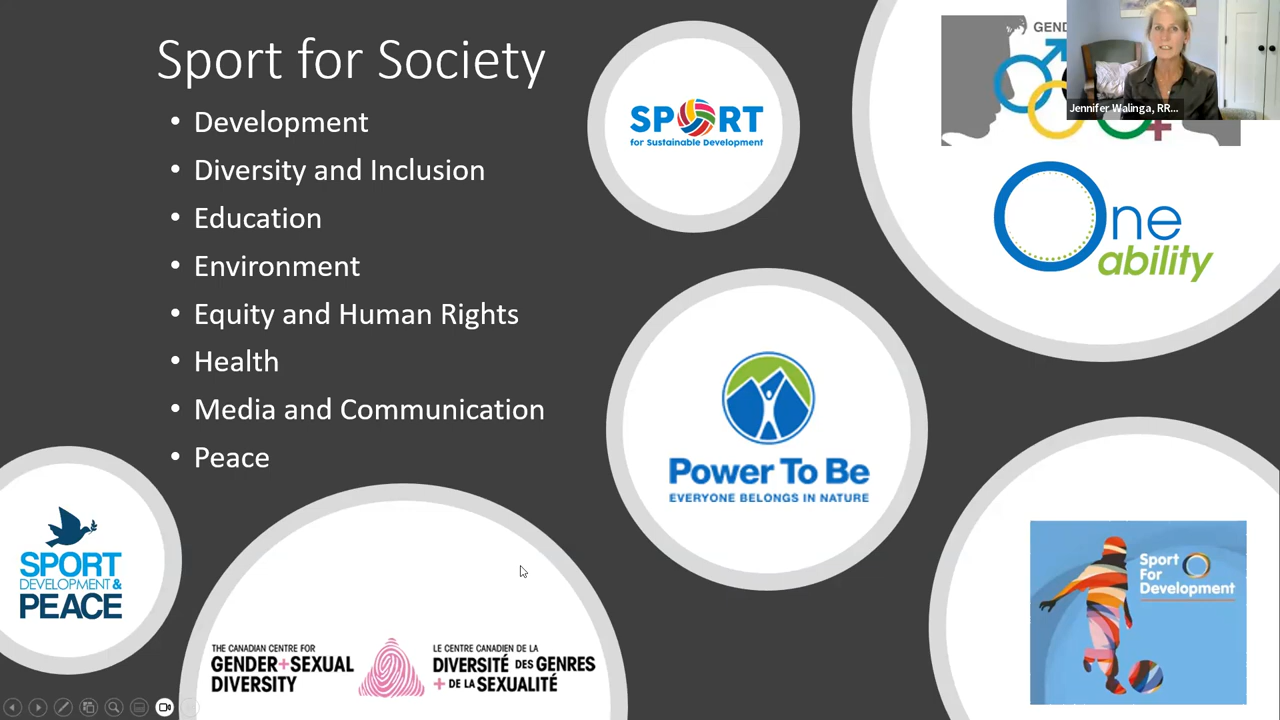 Sport for Society
• Development
• Diversity and Inclusion
• Education
• Environment
• Equity and Human Rights
• Health
• Media and Communication
• Peace
SPORT
for Sustainable Development
GEND
Jennifer Walinga, RR...
One
ability
Power To Be
EVERYONE BELONGS IN NATURE
SPORT
DEVELOPMENT &
PEACE
THE CANADIAN CENTRE FOR
GENDER+SEXUAL
DIVERSITY
LE CENTRE CANADIEN DE LA
DIVERSITÉ DES GENRES
+ DE LA SEXUALITÉ
Sport
For
Development